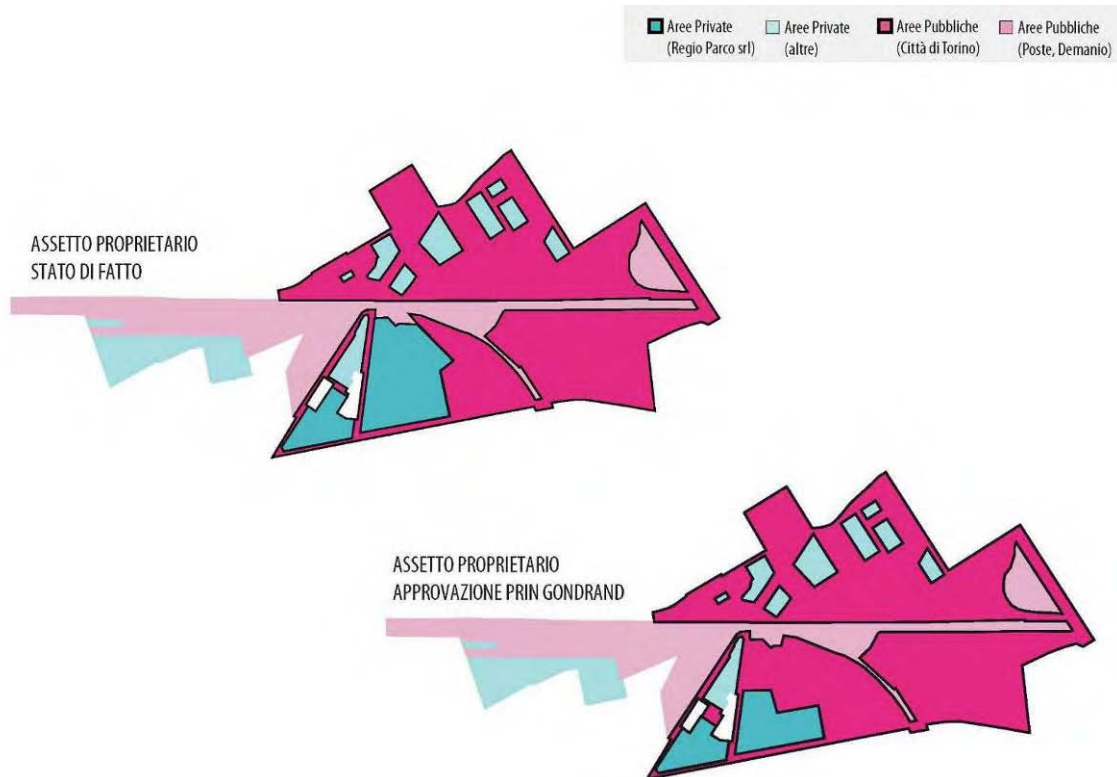 Aree Private
(Regio Parco srl)
Aree Private
(altre)
Aree Pubbliche
(Città di Torino)
Aree Pubbliche
(Poste, Demanio)
ASSETTO PROPRIETARIO
STATO DI FATTO
ASSETTO PROPRIETARIO
APPROVAZIONE PRIN GONDRAND